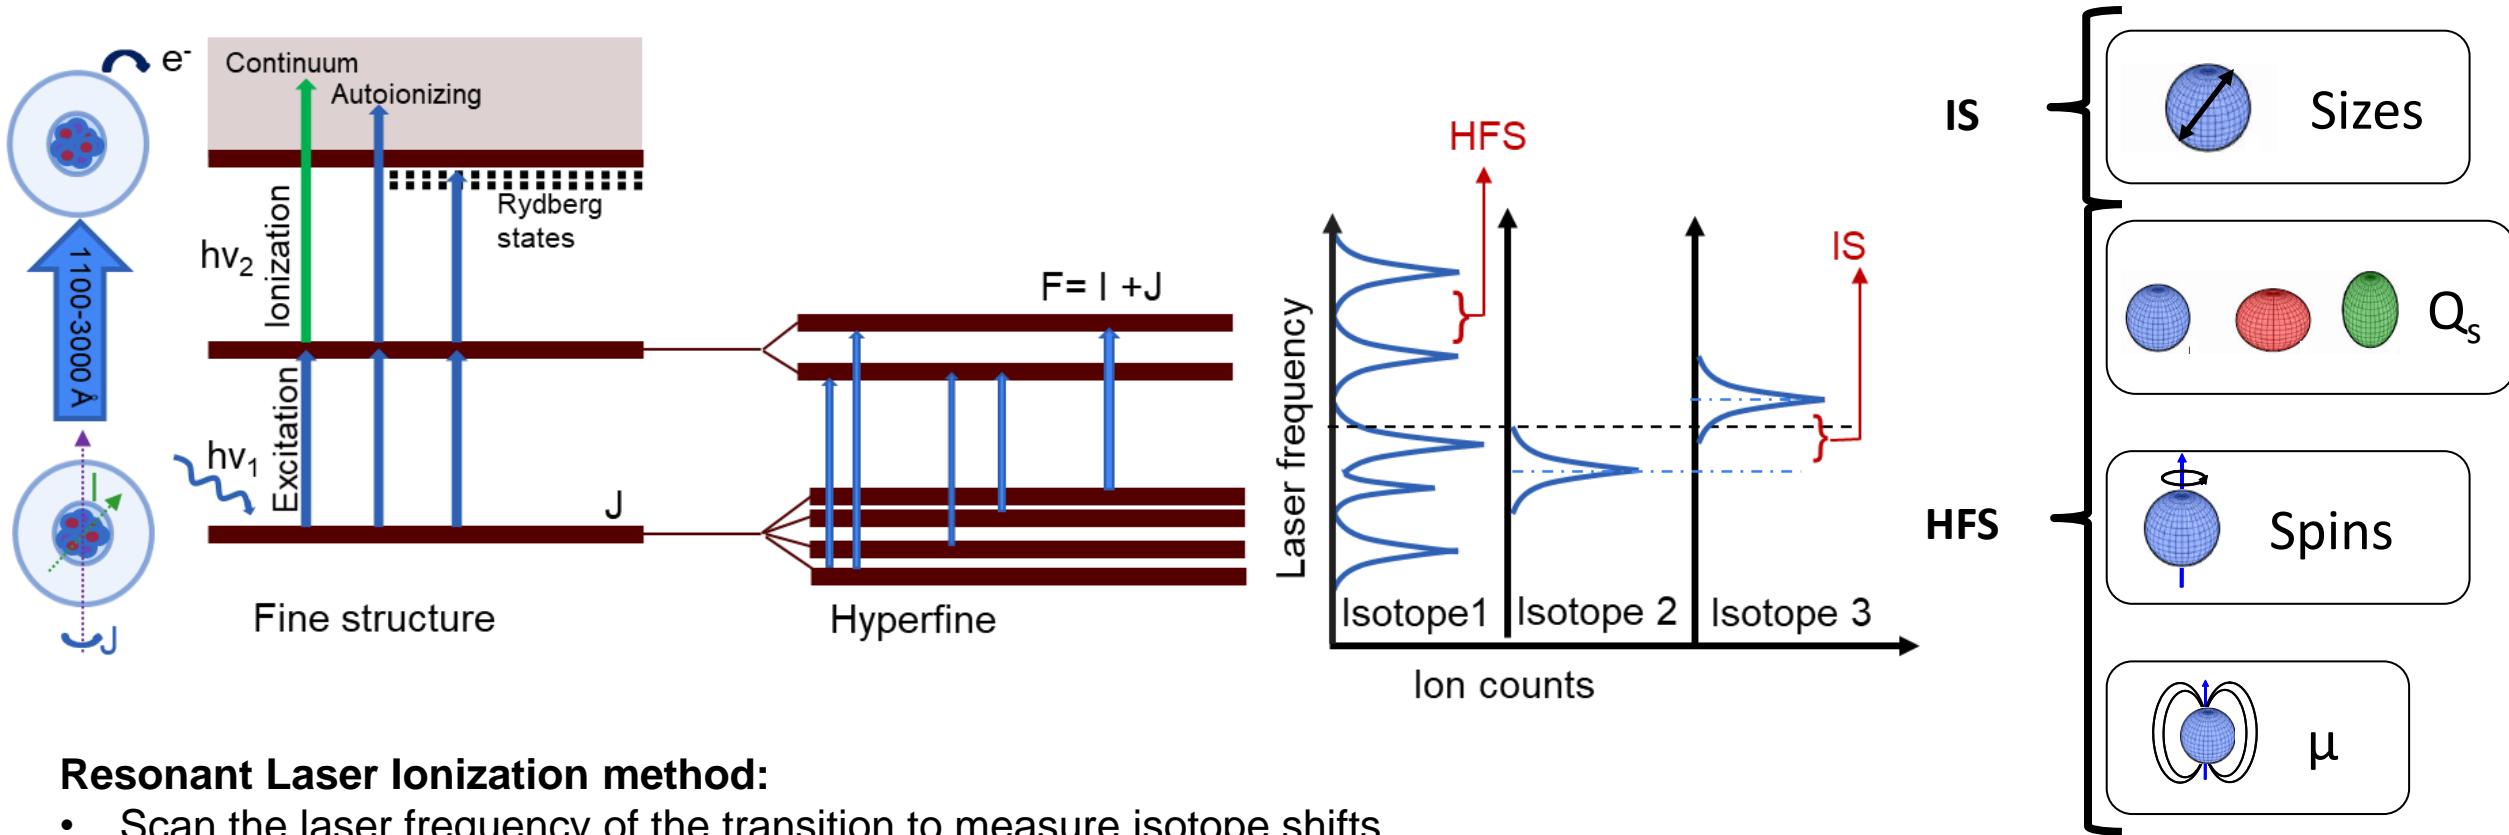 e-
Continuum
Autoionizing
Rydberg
states
hv2
Ionization
1100-3000 Å
hv1
Excitation
I
J
J
Fine structure
F= I +J
Hyperfine
HFS
IS
Laser frequency
Isotope1
Isotope 2
Isotope 3
Ion counts
IS
Sizes
Qs
HFS
Spins
μ
Resonant Laser Ionization method:
• Scan the laser frequency of the transition to measure isotope shifts